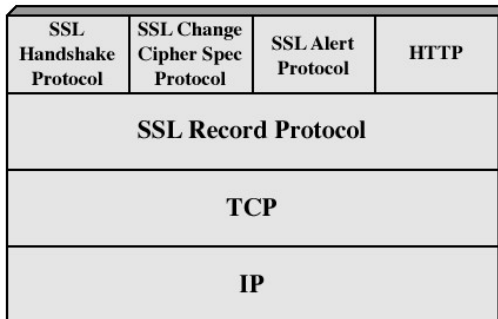 SSL
Handshake
Protocol
SSL Change
Cipher Spec
Protocol
SSL Alert
Protocol
HTTP
SSL Record Protocol
TCP
IP